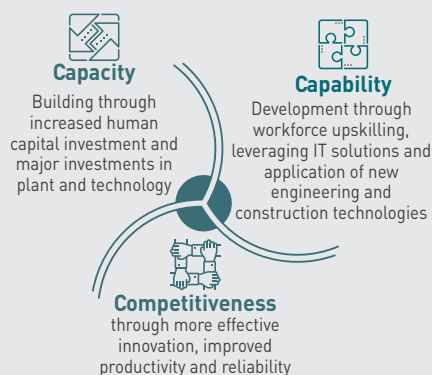 Capacity
Building through
increased human
capital investment and
major investments in
plant and technology
Capability
Development through
workforce upskilling,
leveraging IT solutions and
application of new
engineering and
construction technologies
Competitiveness
through more effective
innovation, improved
productivity and reliability